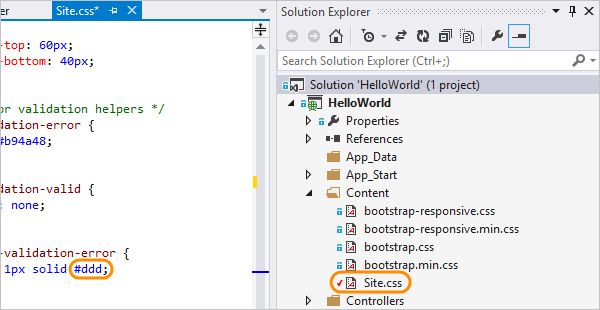 er
Site.css*
-top: 60px;
-bottom: 40px;
or validation helpers */
dation-error {
#b94a48;
dation-valid {
: none;
-validation-error {
1px solid #ddd;
Solution Explorer
Search Solution Explorer (Ctrl+;)
Solution 'HelloWorld' (1 project)
HelloWorld
Properties
References
App_Data
App_Start
Content
bootstrap-responsive.css
bootstrap-responsive.min.css
bootstrap.css
bootstrap.min.css
Site.css
Controllers